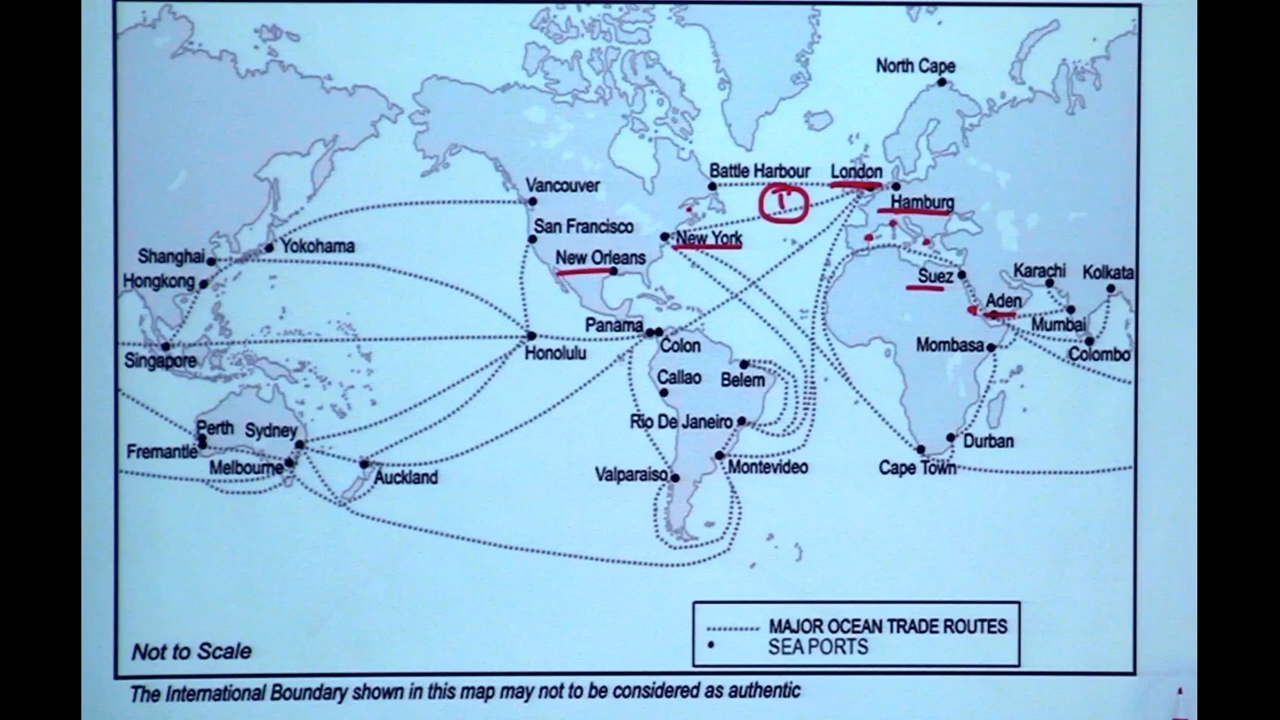 North Cape
Battle Harbour
London
Vancouver
Hamburg
1
San Francisco
New York
Yokohama
Shanghai
New Orleans
Hongkong
Suez
Karachi
Kolkata
Aden
Panama
Mumbai
Colon
Mombasa
Singapore
Honolulu
Colombo
Callao
Belem
Rio De Janeiro
Perth
Sydney
Fremantle
Durban
Melbourne
Montevideo
Cape Town
Auckland
Valparaiso
MAJOR OCEAN TRADE ROUTES
SEA PORTS
Not to Scale
The International Boundary shown in this map may not to be considered as authentic